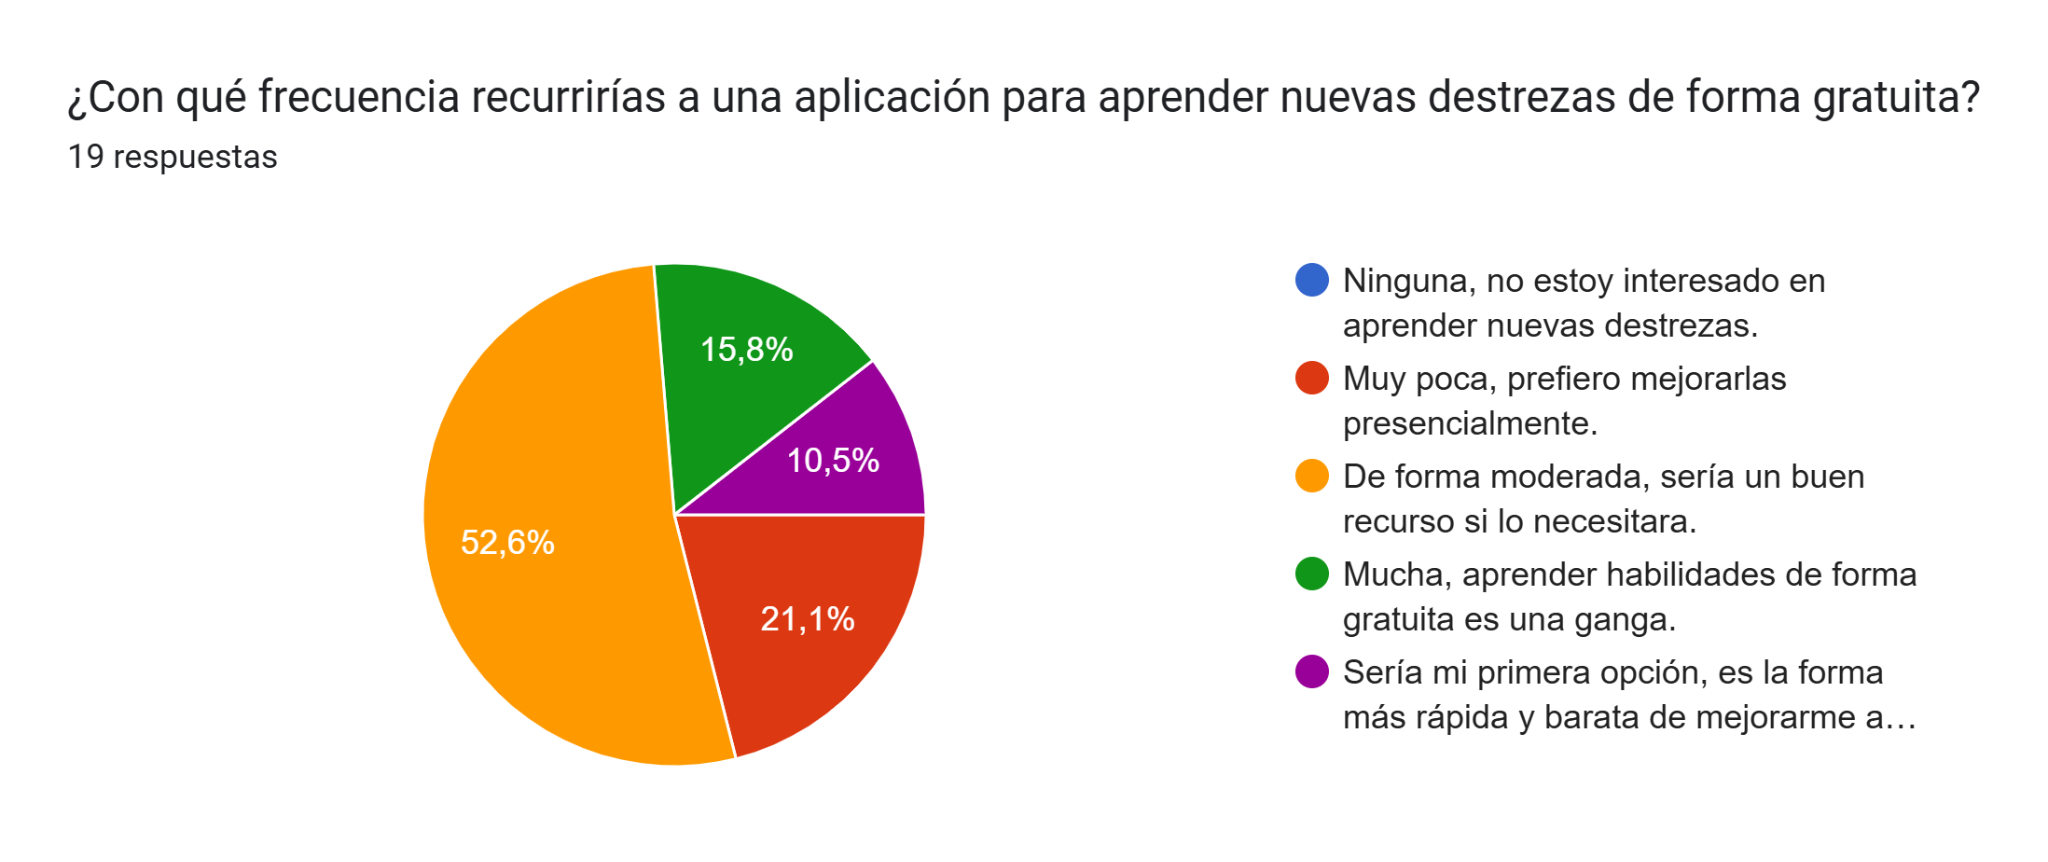 ¿Con qué frecuencia recurrirías a una aplicación para aprender nuevas destrezas de forma gratuita?
19 respuestas
15,8%
10,5%
52,6%
21,1%
Ninguna, no estoy interesado en
aprender nuevas destrezas.
Muy poca, prefiero mejorarlas
presencialmente.
De forma moderada, sería un buen
recurso si lo necesitara.
Mucha, aprender habilidades de forma
gratuita es una ganga.
Sería mi primera opción, es la forma
más rápida y barata de mejorarme a…